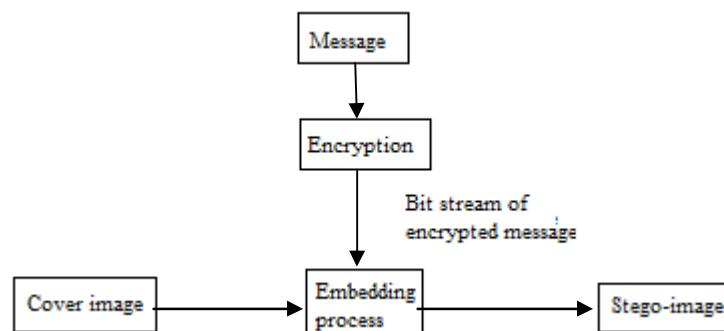 Message
Encryption
Bit stream of
encrypted message
Cover image
Embedding
process
Stego-image